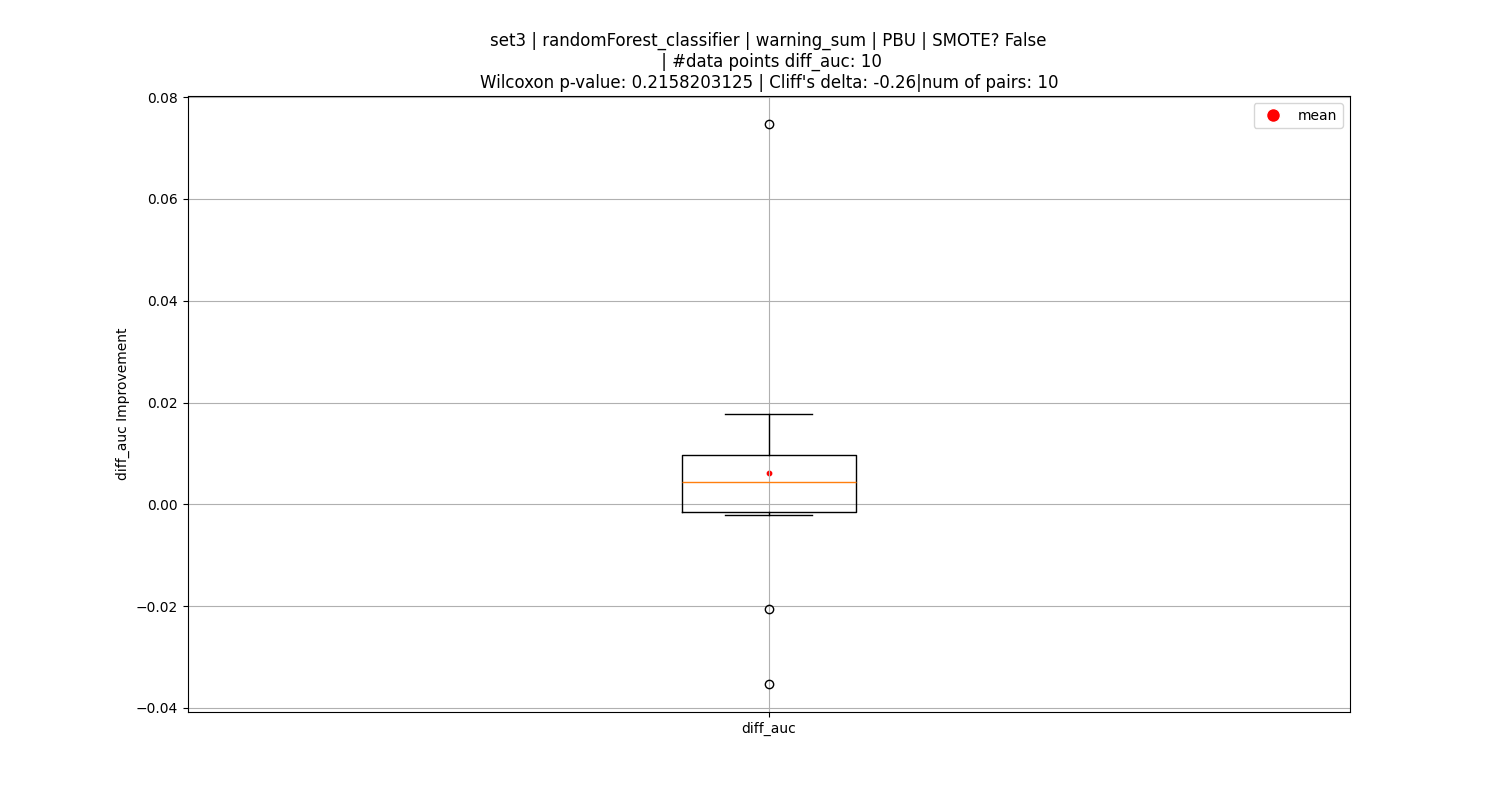 set3 | randomForest_classifier | warning_sum | PBU | SMOTE? False
| #data points diff_auc: 10
Wilcoxon p-value: 0.2158203125 | Cliff's delta: -0.26|num of pairs: 10
mean
0.08
0.06
0.04
0.02
0.00
−0.02
−0.04
diff_auc Improvement
diff_auc